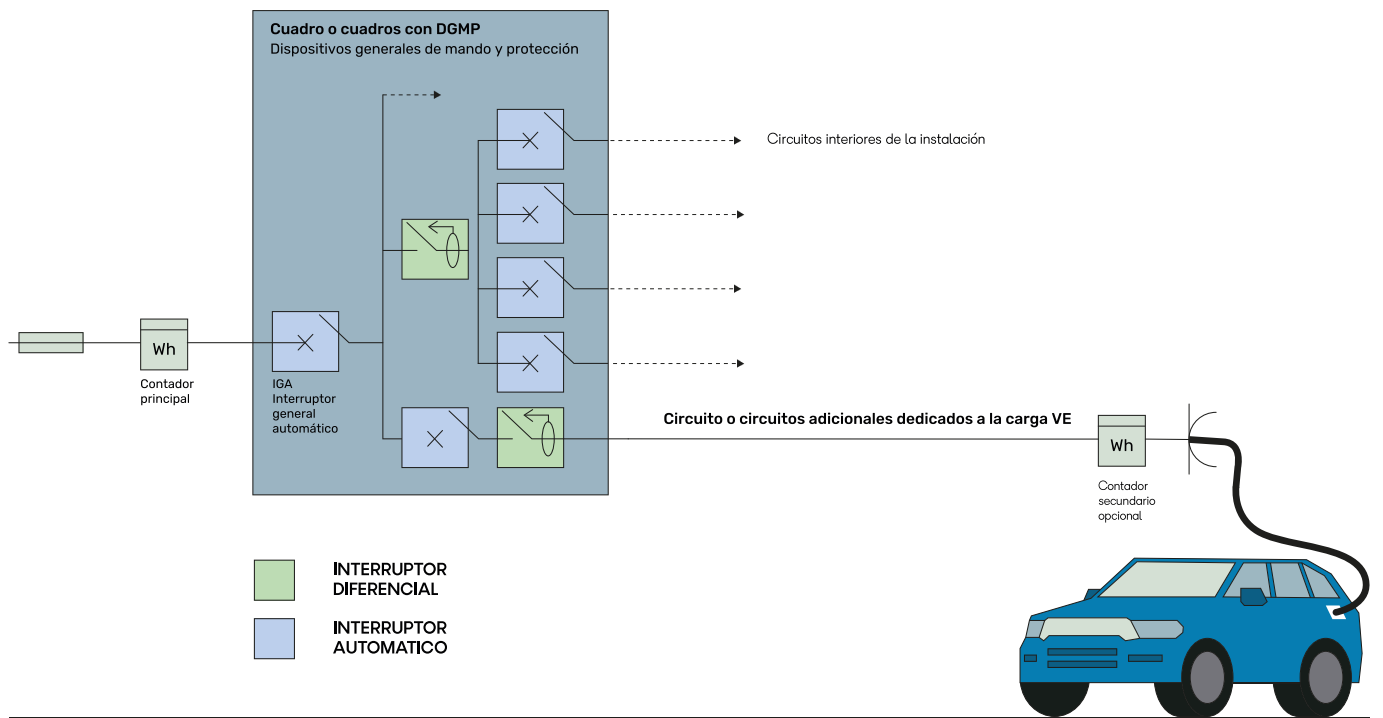 Cuadro o cuadros con DGMP
Dispositivos generales de mando y protección
Circuitos interiores de la instalación
Wh
Contador
principal
IGA
Interruptor
general
automático
Circuito o circuitos adicionales dedicados a la carga VE
Wh
Contador
secundario
opcional
INTERRUPTOR
DIFERENCIAL
INTERRUPTOR
AUTOMATICO